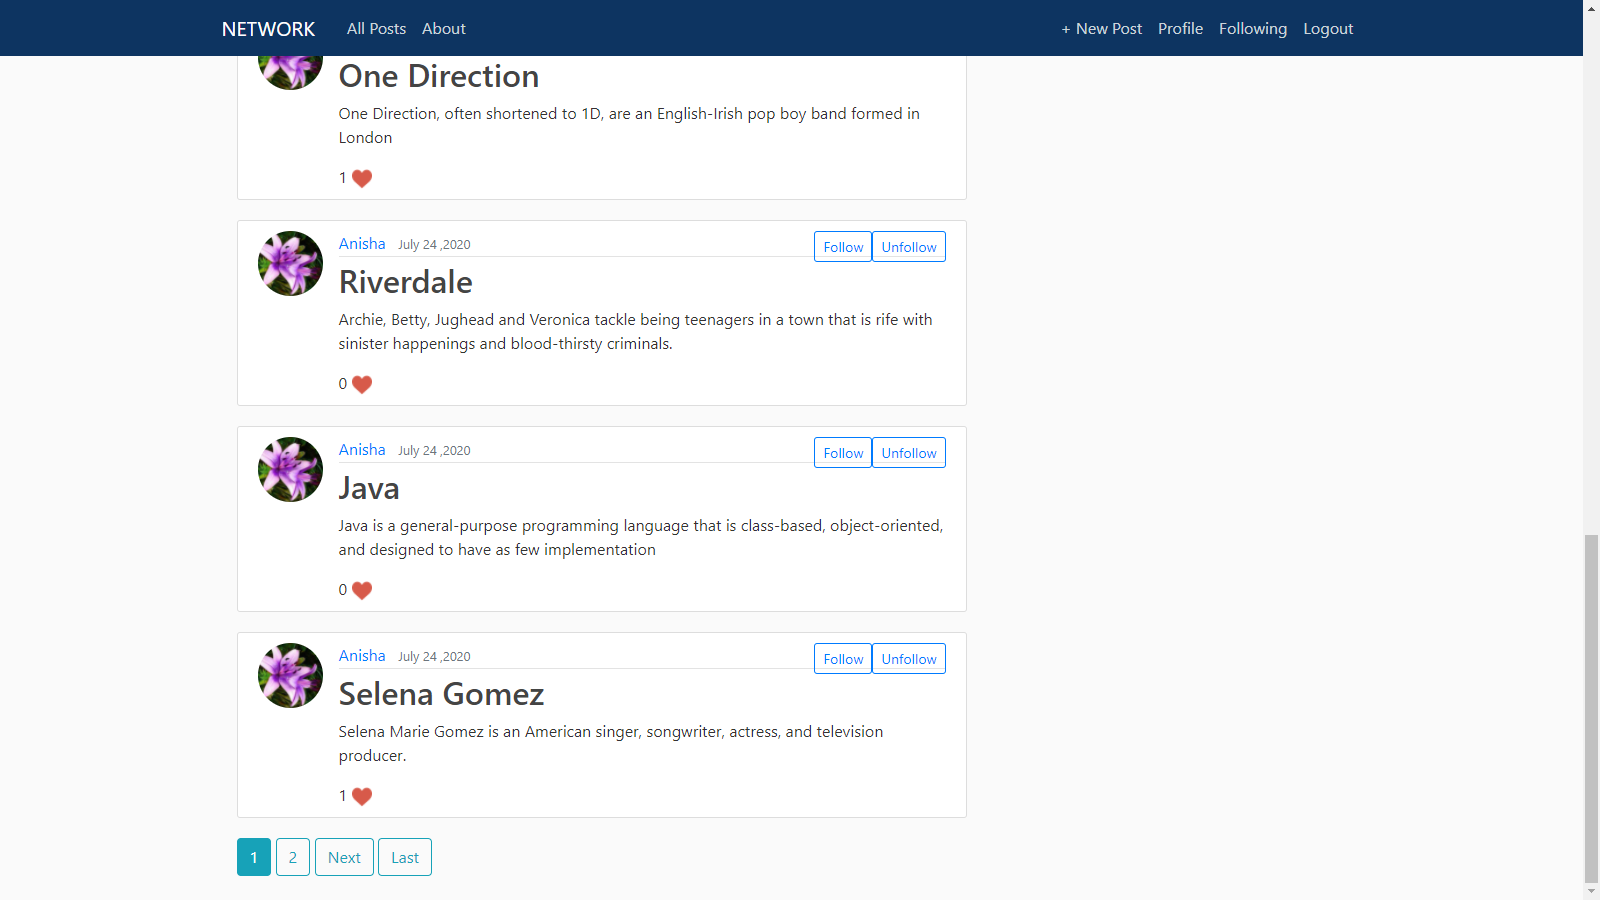 NETWORK All Posts About + New Post Profile Following Logout
One Direction
One Direction, often shortened to 1D, are an English-Irish pop boy band formed in
London
1
Anisha July 24 ,2020 Follow Unfollow
Riverdale
Archie, Betty, Jughead and Veronica tackle being teenagers in a town that is rife with
sinister happenings and blood-thirsty criminals.
0
Anisha July 24 ,2020 Follow Unfollow
Java
Java is a general-purpose programming language that is class-based, object-oriented,
and designed to have as few implementation
0
Anisha July 24 ,2020 Follow Unfollow
Selena Gomez
Selena Marie Gomez is an American singer, songwriter, actress, and television
producer.
1
1 2 Next Last